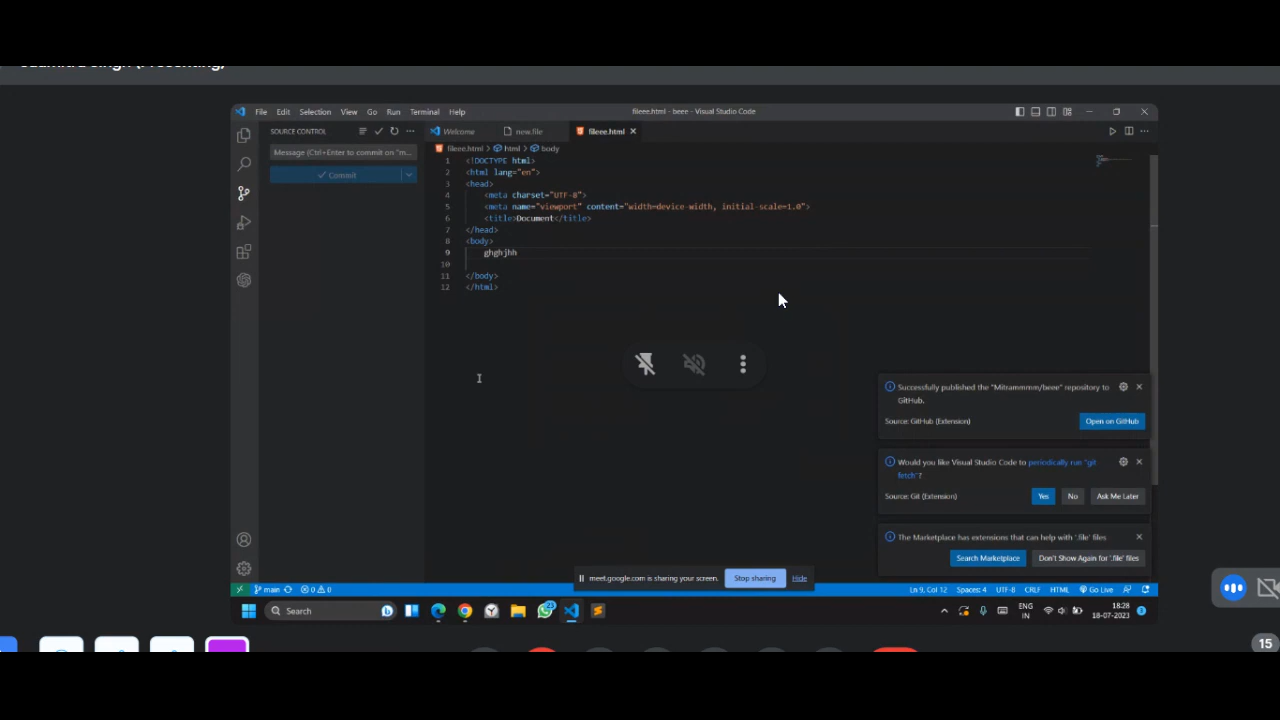 (Presenting)
File Edit Selection View Go Run Terminal Help
fileee.html - beee - Visual Studio Code
SOURCE CONTROL
Welcome
new.file
fileee.html
Message (Ctrl+Enter to commit on "m...
Commit
fileee.html > html > body
1 <!DOCTYPE html>
2 <html lang="en">
3 <head>
4 <meta charset="UTF-8">
5 <meta name="viewport" content="width=device-width, initial-scale=1.0">
6 <title>Document</title>
7 </head>
8 <body>
9 ghghjhh
10
11 </body>
12 </html>
Successfully published the "Mitrammmm/beee" repository to
GitHub.
Source: GitHub (Extension)
Open on GitHub
Would you like Visual Studio Code to periodically run "git
fetch"?
Source: Git (Extension)
Yes
No
Ask Me Later
The Marketplace has extensions that can help with '.file' files
Search Marketplace
Don't Show Again for '.file' files
meet.google.com is sharing your screen.
Stop sharing
Hide
main
0 0
Ln 9, Col 12 Spaces: 4 UTF-8 CRLF HTML Go Live
Search
23
ENG
IN
18:28
18-07-2023
15